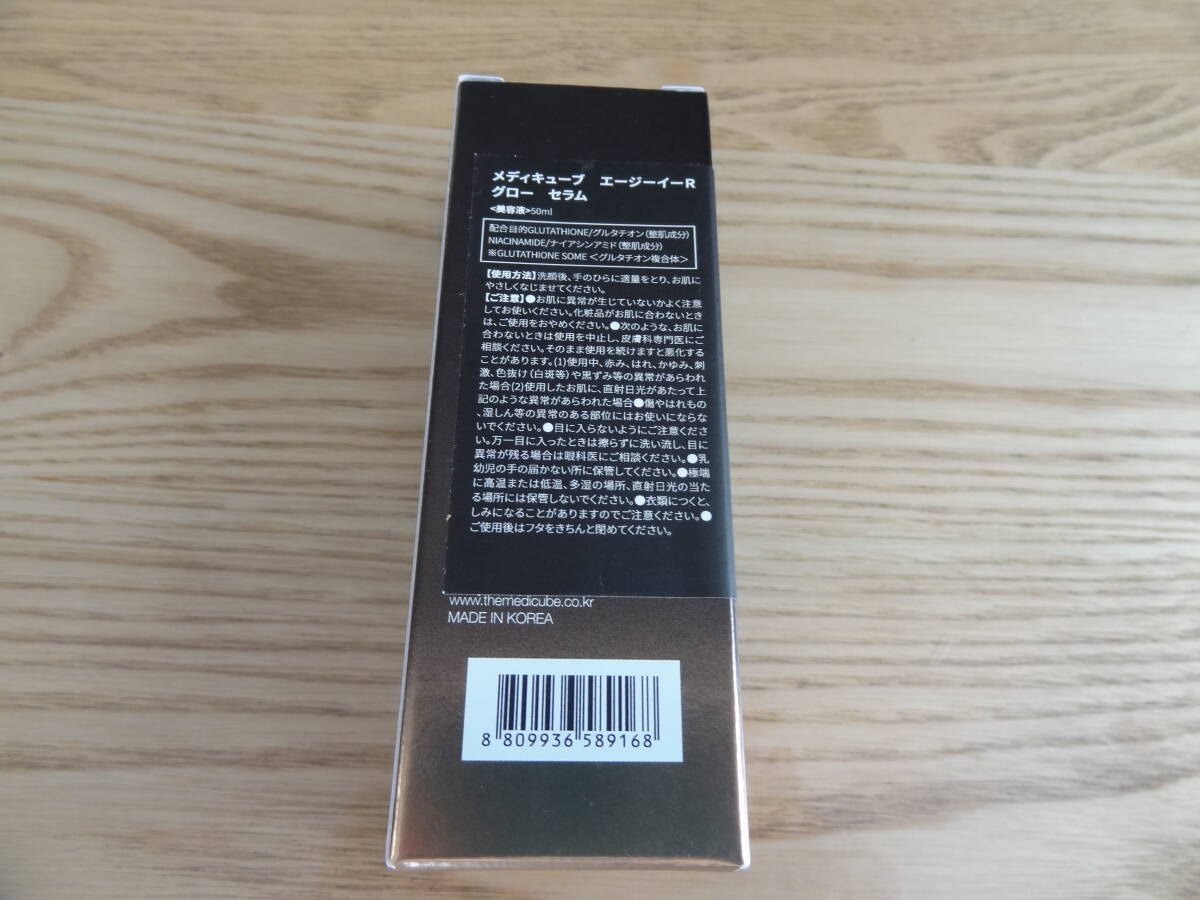 メディキューブ　エージーイーR
グロー　セラム
<美容液>50ml
配合目的GLUTATHIONE/グルタチオン（整肌成分）
NIACINAMIDE/ナイアシンアミド（整肌成分）
※GLUTATHIONE SOME ＜グルタチオン複合体＞
【使用方法】洗顔後、手のひらに適量をとり、お肌に
やさしくなじませてください。
【ご注意】●お肌に異常が生じていないかよく注意
してお使いください。化粧品がお肌に合わないとき
は、ご使用をおやめください。●次のような、お肌に
合わないときは使用を中止し、皮膚科専門医にご
相談ください。そのまま使用を続けますと悪化する
ことがあります。(1)使用中、赤み、はれ、かゆみ、刺
激、色抜け（白斑等）や黒ずみ等の異常があらわれ
た場合(2)使用したお肌に、直射日光があたって上
記のような異常があらわれた場合●傷やはれもの
、湿しん等の異常のある部位にはお使いにならな
いでください。●目に入らないようにご注意くださ
い。万一目に入ったときは擦らずに洗い流し、目に
異常が残る場合は眼科医にご相談ください。●乳
幼児の手の届かない所に保管してください。●極端
に高温または低温、多湿の場所、直射日光の当た
る場所には保管しないでください。●衣類につくと、
しみになることがありますのでご注意ください。●
ご使用後はフタをきちんと閉めてください。
www.themedicube.co.kr
MADE IN KOREA
8 809936 589168